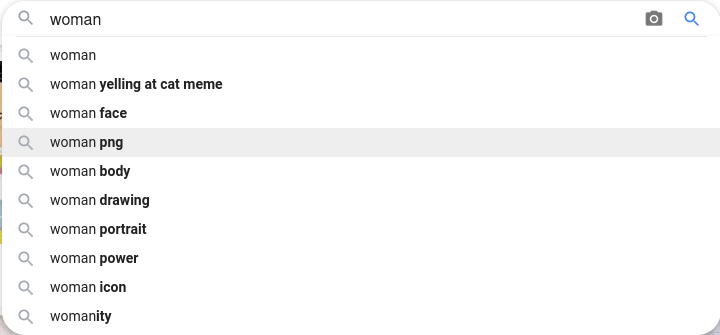 woman
woman
woman yelling at cat meme
woman face
woman png
woman body
woman drawing
woman portrait
woman power
woman icon
womanity